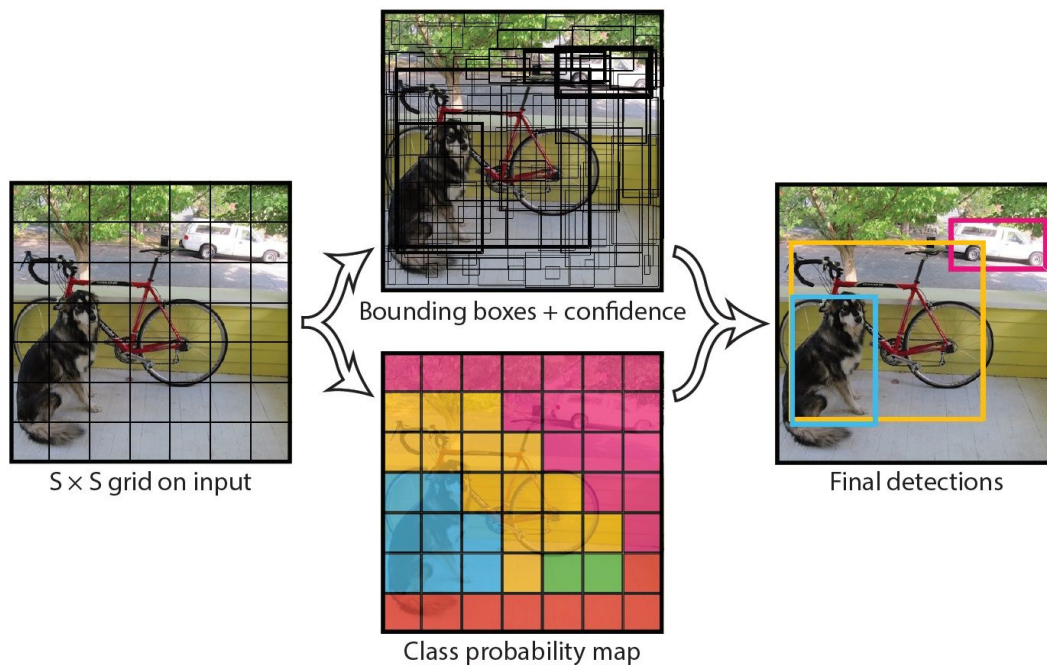 Bounding boxes + confidence
S × S grid on input
Final detections
Class probability map